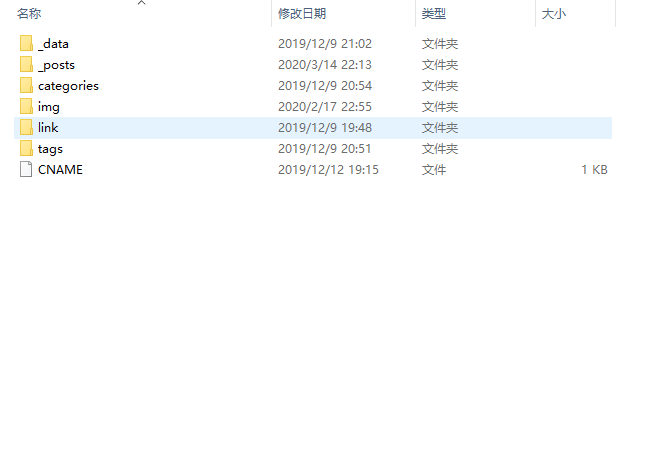 名称 修改日期 类型 大小
_data 2019/12/9 21:02 文件夹
_posts 2020/3/14 22:13 文件夹
categories 2019/12/9 20:54 文件夹
img 2020/2/17 22:55 文件夹
link 2019/12/9 19:48 文件夹
tags 2019/12/9 20:51 文件夹
CNAME 2019/12/12 19:15 文件 1 KB